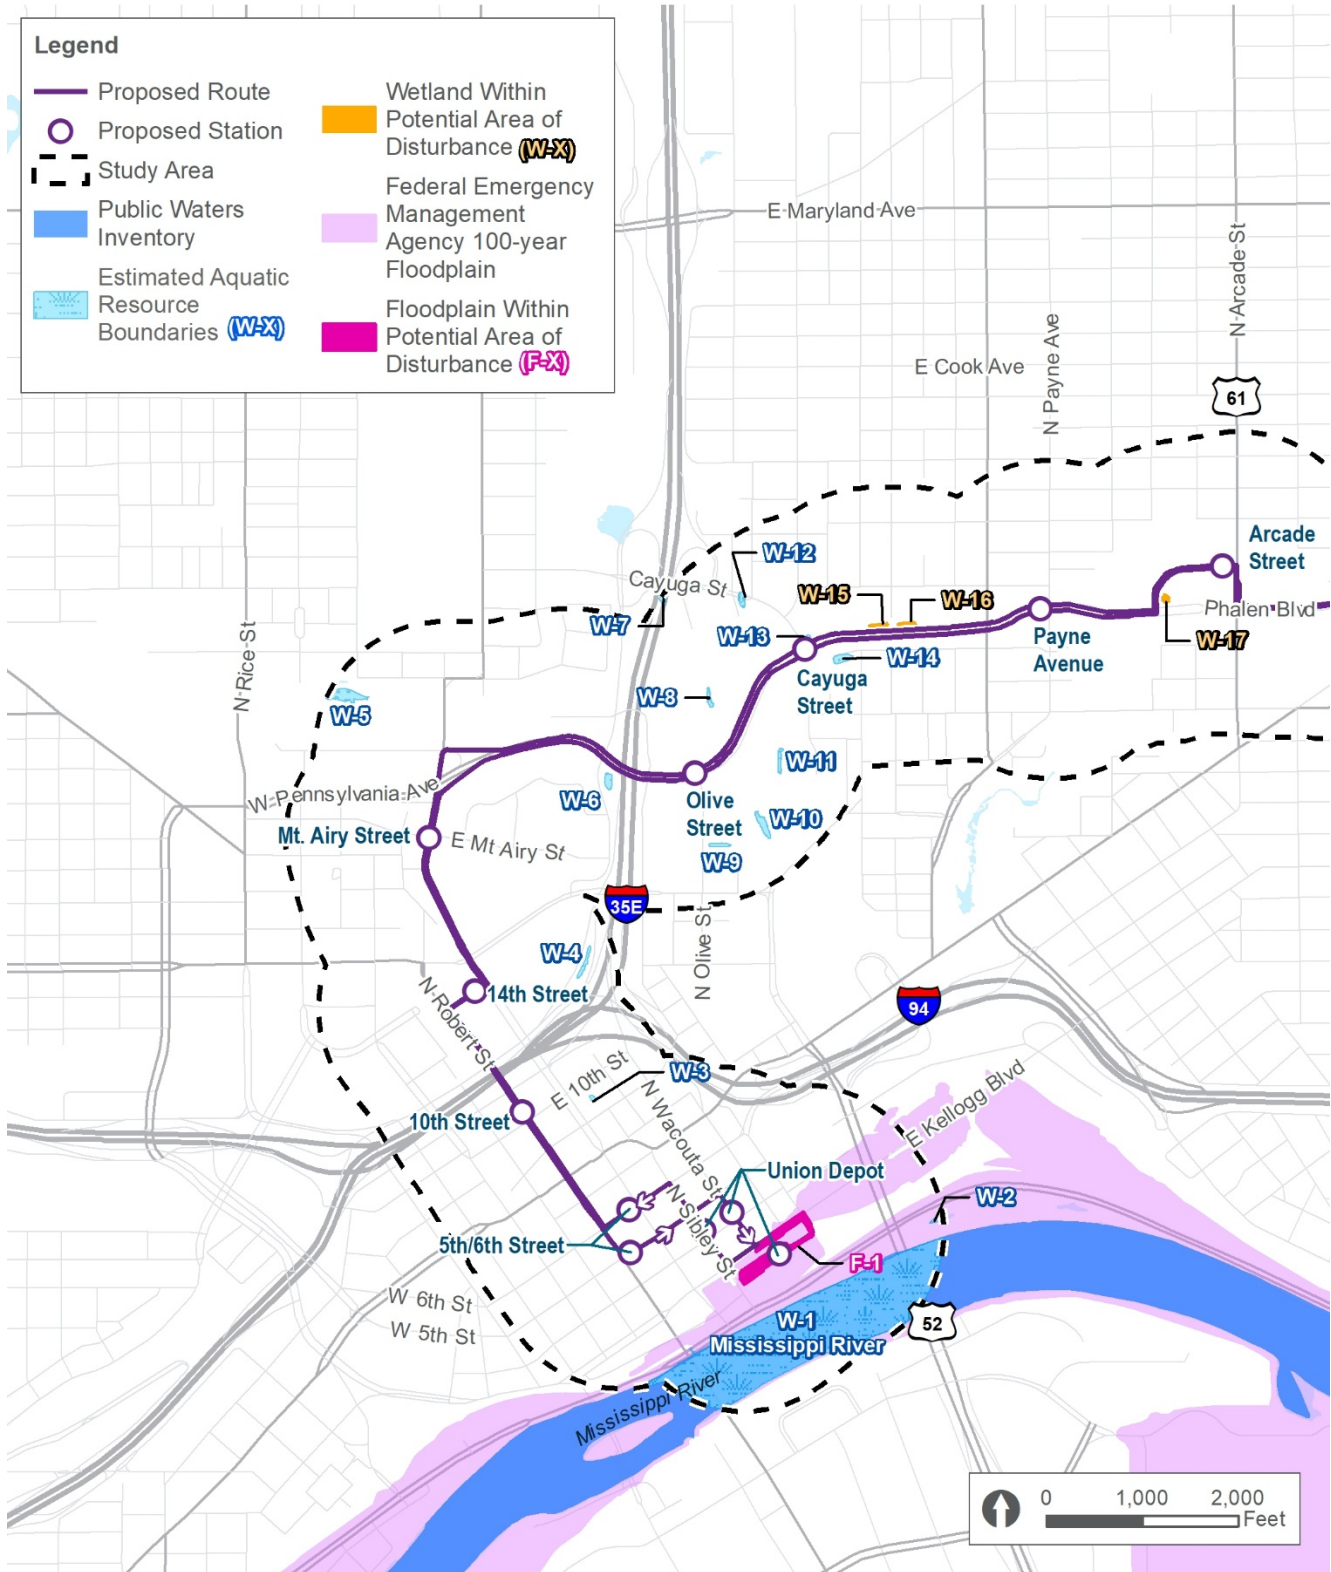 Legend
Proposed Route
Proposed Station
Study Area
Public Waters
Inventory
Estimated Aquatic
Resource
Boundaries (W-X)
Wetland Within
Potential Area of
Disturbance (W-X)
Federal Emergency
Management
Agency 100-year
Floodplain
Floodplain Within
Potential Area of
Disturbance (F-X)
E Maryland Ave
N Arcade St
E Cook Ave
N Payne Ave
61
Arcade
Street
W-12
Cayuga St
W-15
W-16
Phalen Blvd
W-7
W-13
Payne
Avenue
W-17
N Rice St
W-14
Cayuga
Street
W-8
W-5
W-11
W Pennsylvania Ave
W-6
Olive
Street
W-10
Mt. Airy Street
E Mt Airy St
W-9
35E
N Olive St
W-4
14th Street
94
N Robert St
W-3
E 10th St
N Wacouta St
10th Street
E Kellogg Blvd
Union Depot
N Sibley St
W-2
5th/6th Street
F-1
W 6th St
W 5th St
W-1
Mississippi River
52
Mississippi River
0 1,000 2,000
Feet